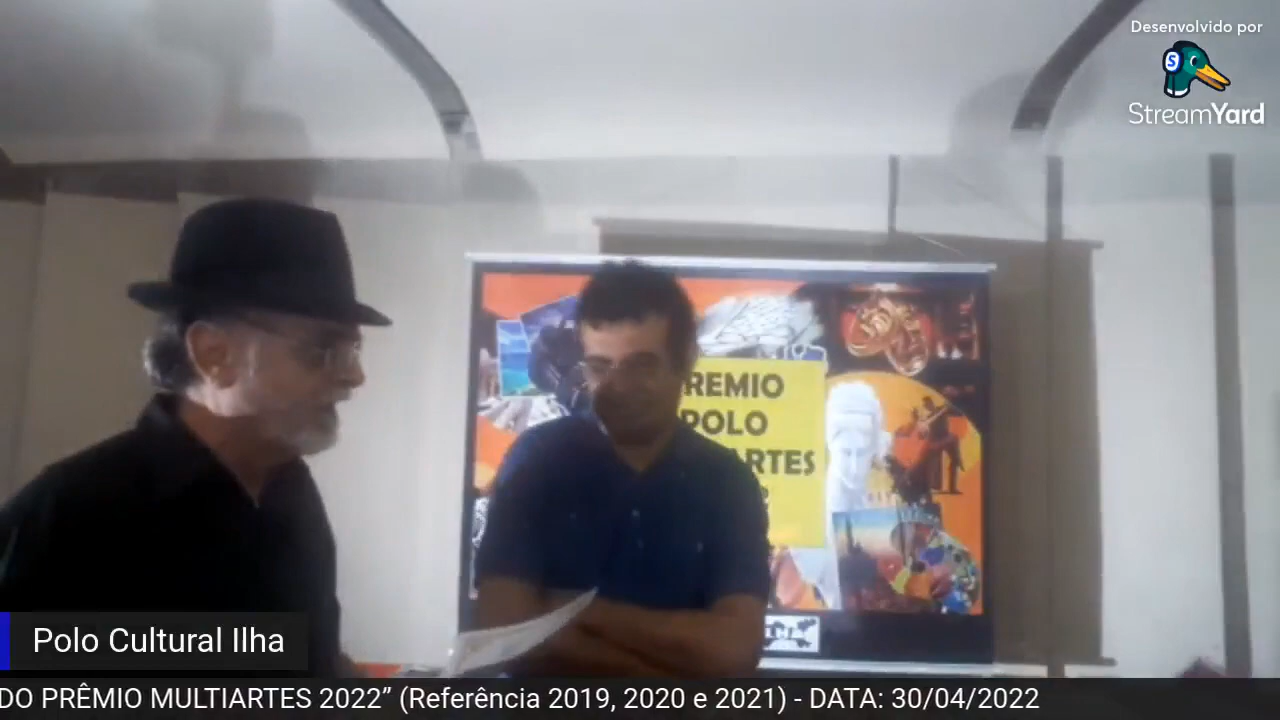 Desenvolvido por
S
StreamYard
REMIO
POLO
ARTES
Polo Cultural Ilha
DO PRÊMIO MULTIARTES 2022” (Referência 2019, 2020 e 2021) - DATA: 30/04/2022